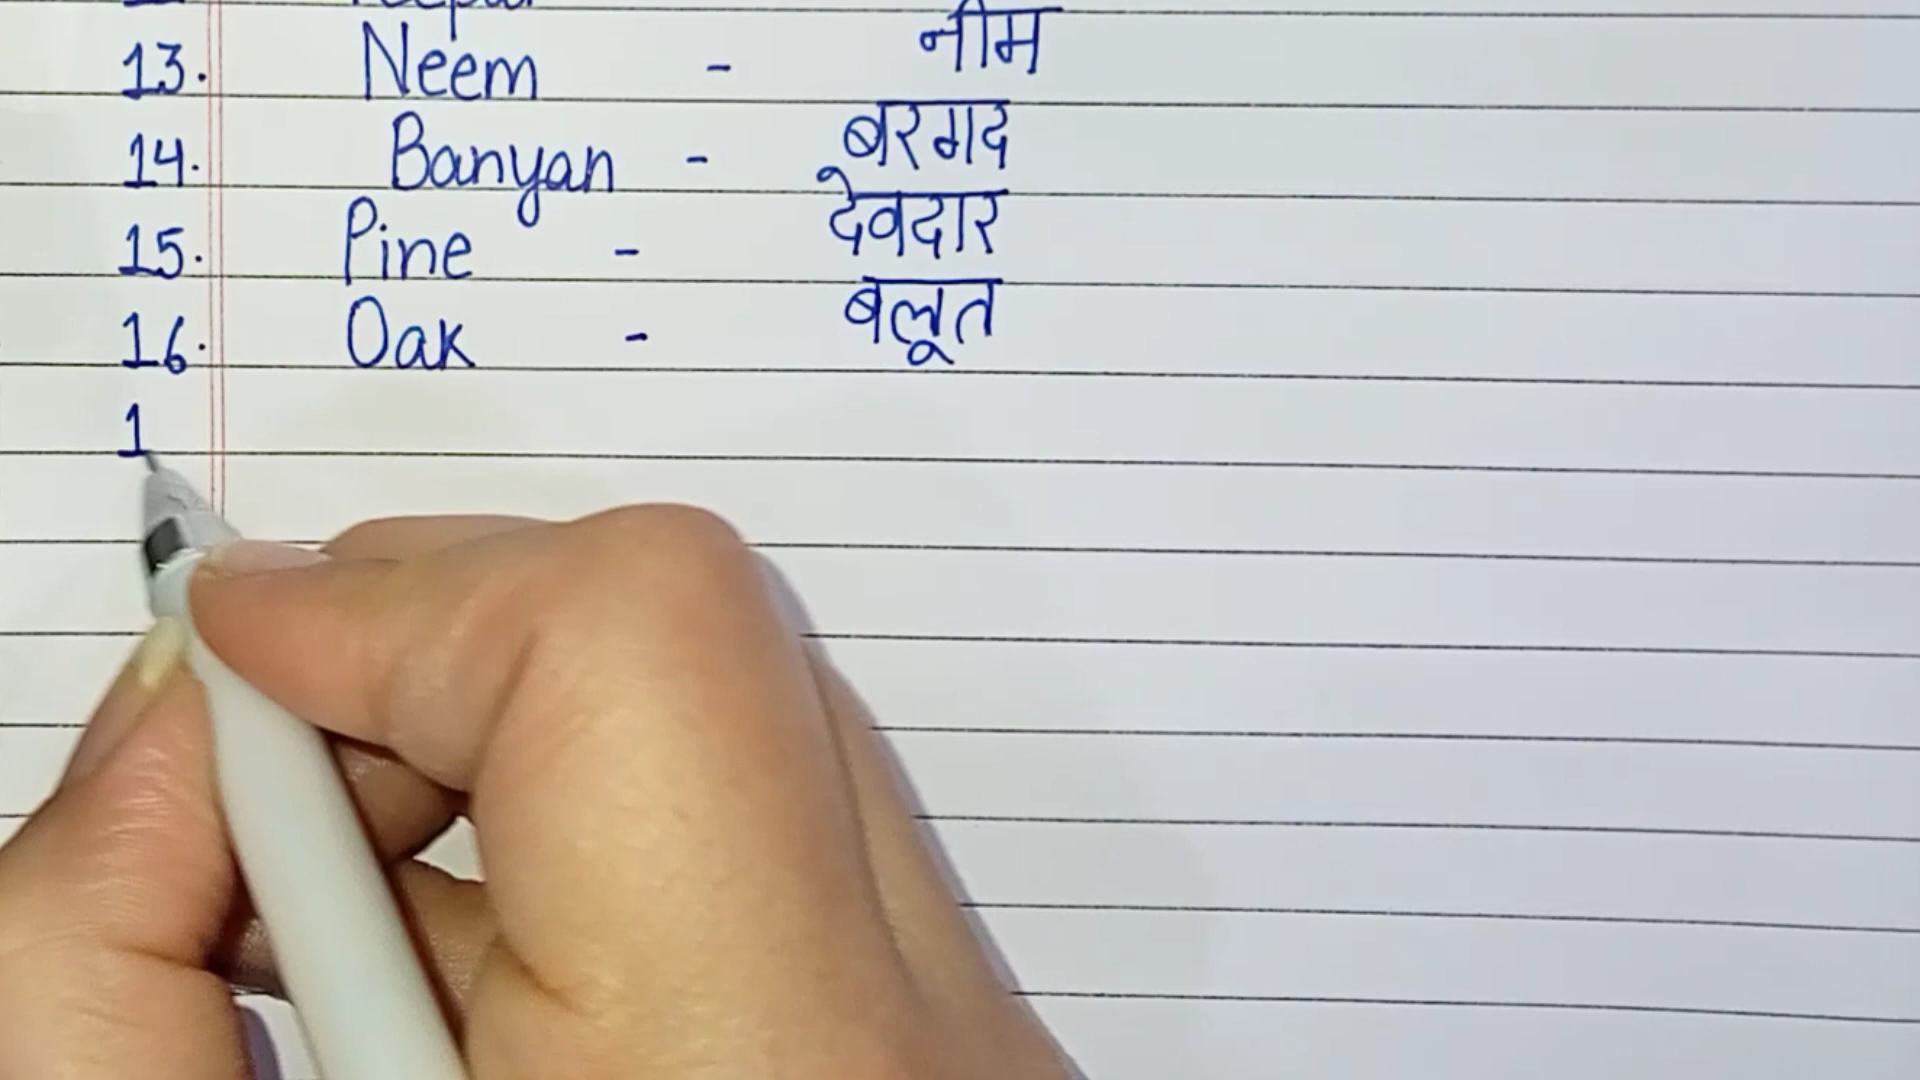 13. Neem - नीम
14. Banyan - बरगद
15. Pine - देवदार
16. Oak - बलूत
1